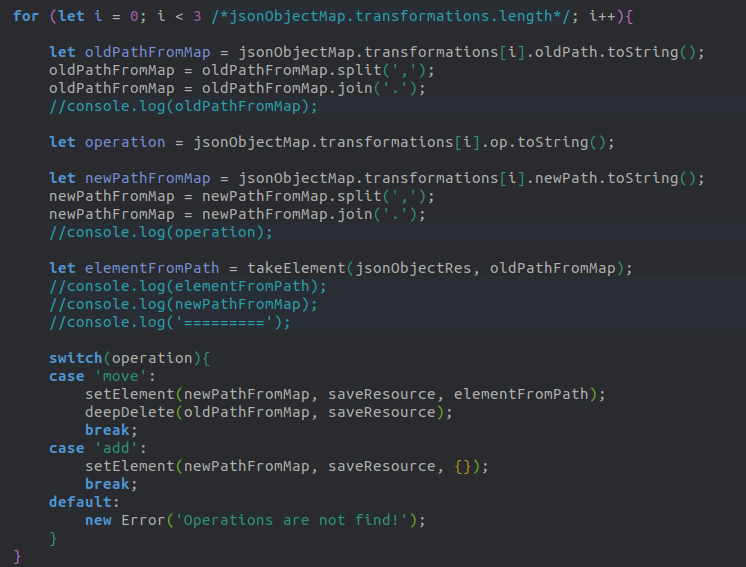 for (let i = 0; i < 3 /*jsonObjectMap.transformations.length*/; i++){
let oldPathFromMap = jsonObjectMap.transformations[i].oldPath.toString();
oldPathFromMap = oldPathFromMap.split(',');
oldPathFromMap = oldPathFromMap.join('.');
//console.log(oldPathFromMap);
let operation = jsonObjectMap.transformations[i].op.toString();
let newPathFromMap = jsonObjectMap.transformations[i].newPath.toString();
newPathFromMap = newPathFromMap.split(',');
newPathFromMap = newPathFromMap.join('.');
//console.log(operation);
let elementFromPath = takeElement(jsonObjectRes, oldPathFromMap);
//console.log(elementFromPath);
//console.log(newPathFromMap);
//console.log('=========');
switch(operation){
case 'move':
setElement(newPathFromMap, saveResource, elementFromPath);
deepDelete(oldPathFromMap, saveResource);
break;
case 'add':
setElement(newPathFromMap, saveResource, {});
break;
default:
new Error('Operations are not find!');
}
}